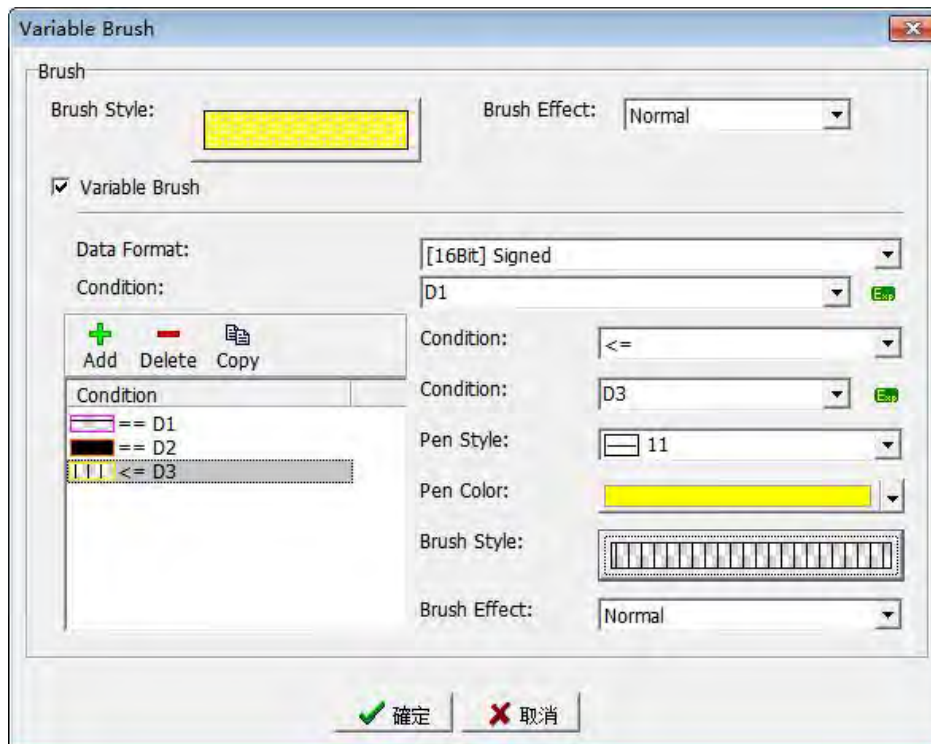 Variable Brush
Brush
Brush Style:
Brush Effect: Normal
Variable Brush
Data Format: [16Bit] Signed
Condition: D1 Exp
Add Delete Copy
Condition: <=
Condition
Condition: D3 Exp
== D1
== D2
<= D3
Pen Style: 11
Pen Color:
Brush Style:
Brush Effect: Normal
確定 取消